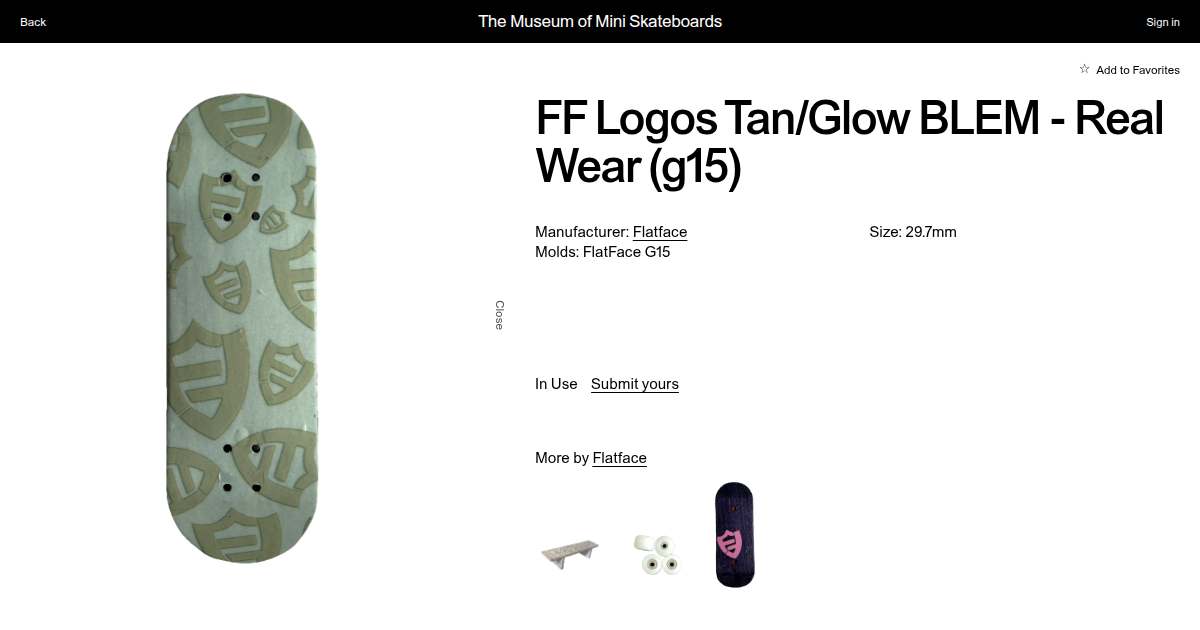 Back
The Museum of Mini Skateboards
Sign in
☆ Add to Favorites
FF Logos Tan/Glow BLEM - Real
Wear (g15)
Manufacturer: Flatface
Size: 29.7mm
Molds: FlatFace G15
Close
In Use Submit yours
More by Flatface